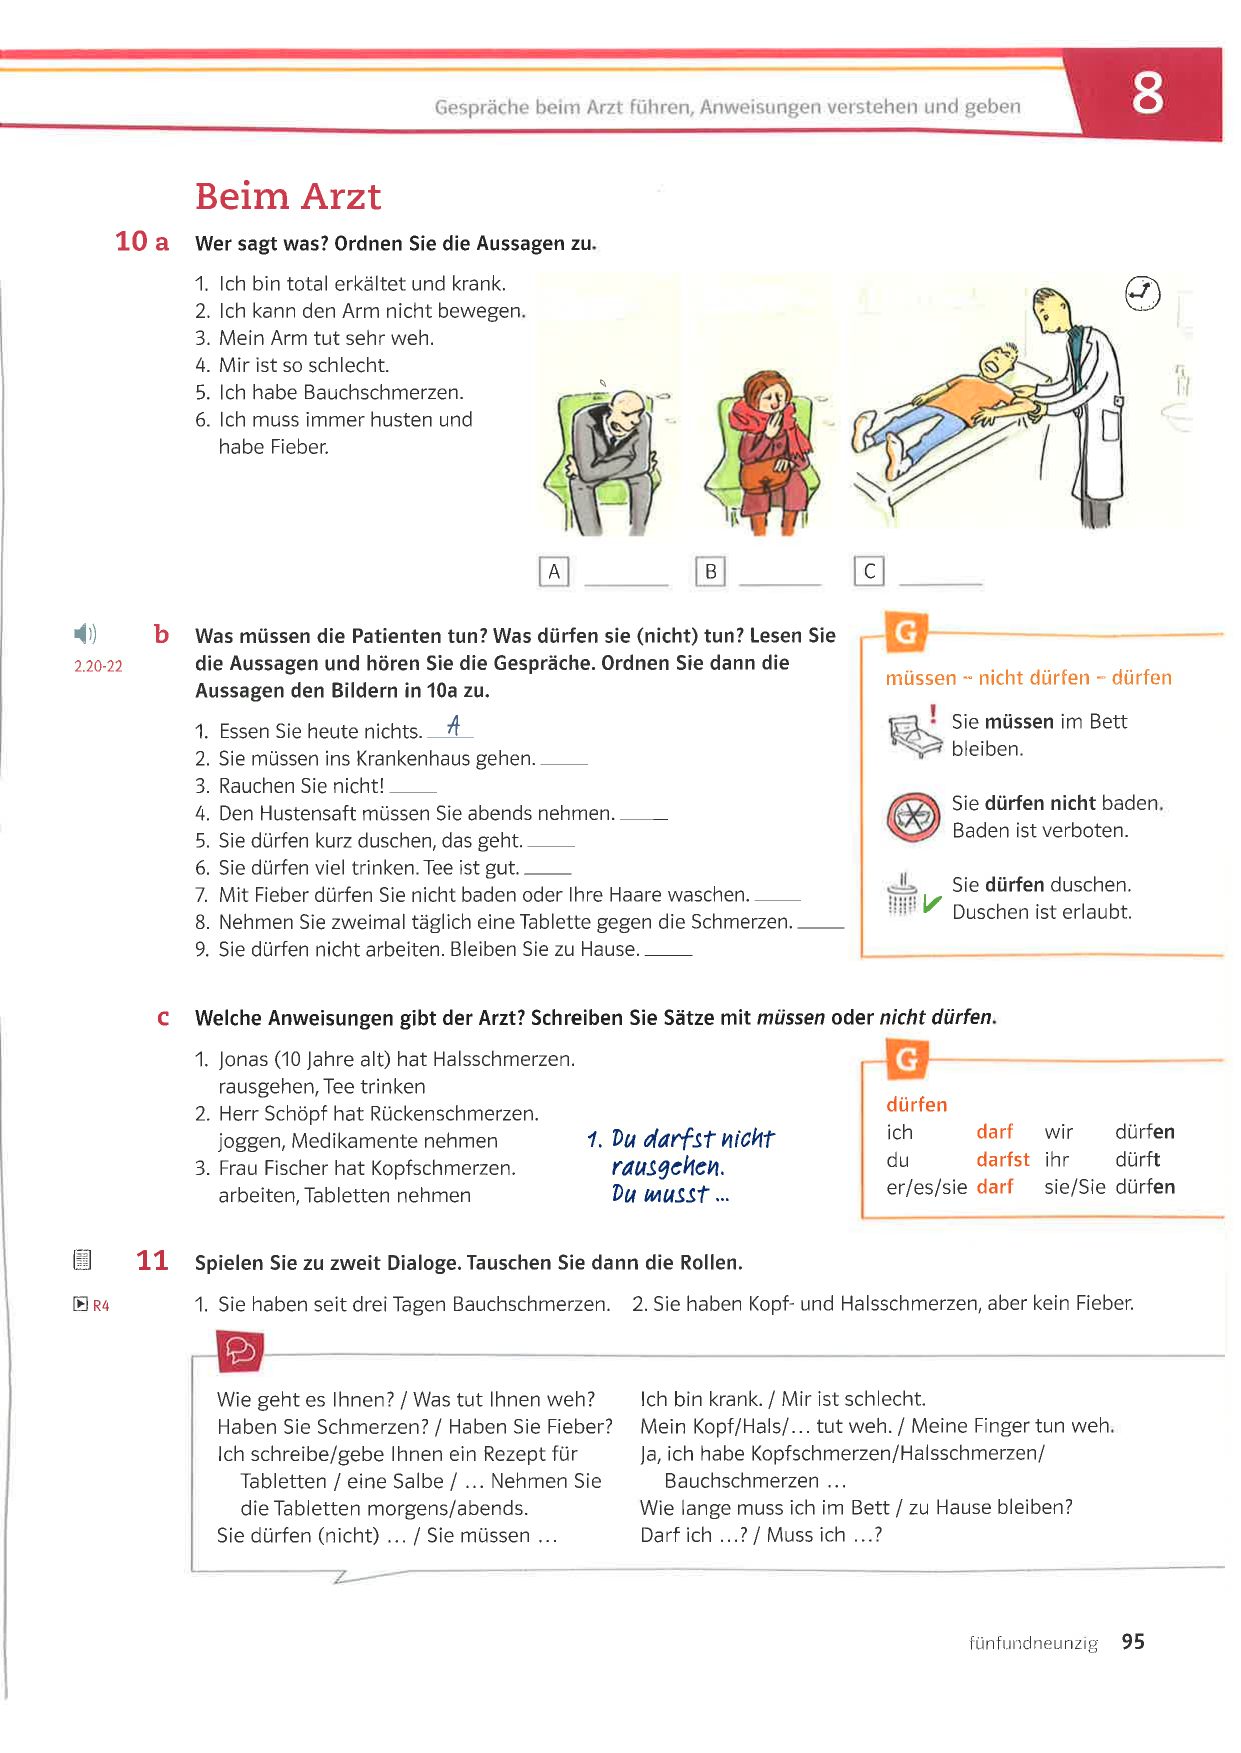 Gespräche beim Arzt führen, Anweisungen verstehen und geben
8
Beim Arzt
10 a Wer sagt was? Ordnen Sie die Aussagen zu.
1. Ich bin total erkältet und krank.
2. Ich kann den Arm nicht bewegen.
3. Mein Arm tut sehr weh.
4. Mir ist so schlecht.
5. Ich habe Bauchschmerzen.
6. Ich muss immer husten und
habe Fieber.
A ____ B ____ C ____
2.20-22
b Was müssen die Patienten tun? Was dürfen sie (nicht) tun? Lesen Sie
die Aussagen und hören Sie die Gespräche. Ordnen Sie dann die
Aussagen den Bildern in 10a zu.
1. Essen Sie heute nichts. A
2. Sie müssen ins Krankenhaus gehen. ____
3. Rauchen Sie nicht! ____
4. Den Hustensaft müssen Sie abends nehmen. ____
5. Sie dürfen kurz duschen, das geht. ____
6. Sie dürfen viel trinken. Tee ist gut. ____
7. Mit Fieber dürfen Sie nicht baden oder Ihre Haare waschen. ____
8. Nehmen Sie zweimal täglich eine Tablette gegen die Schmerzen. ____
9. Sie dürfen nicht arbeiten. Bleiben Sie zu Hause. ____
G
müssen – nicht dürfen – dürfen
! Sie müssen im Bett
bleiben.
Sie dürfen nicht baden.
Baden ist verboten.
Sie dürfen duschen.
Duschen ist erlaubt.
c Welche Anweisungen gibt der Arzt? Schreiben Sie Sätze mit müssen oder nicht dürfen.
1. Jonas (10 Jahre alt) hat Halsschmerzen.
rausgehen, Tee trinken
2. Herr Schöpf hat Rückenschmerzen.
joggen, Medikamente nehmen
3. Frau Fischer hat Kopfschmerzen.
arbeiten, Tabletten nehmen
1. Du darfst nicht
rausgehen.
Du musst ...
G
dürfen
ich darf wir dürfen
du darfst ihr dürft
er/es/sie darf sie/Sie dürfen
11 Spielen Sie zu zweit Dialoge. Tauschen Sie dann die Rollen.
R4
1. Sie haben seit drei Tagen Bauchschmerzen. 2. Sie haben Kopf- und Halsschmerzen, aber kein Fieber.
Wie geht es Ihnen? / Was tut Ihnen weh?
Haben Sie Schmerzen? / Haben Sie Fieber?
Ich schreibe/gebe Ihnen ein Rezept für
Tabletten / eine Salbe / ... Nehmen Sie
die Tabletten morgens/abends.
Sie dürfen (nicht) ... / Sie müssen ...
Ich bin krank. / Mir ist schlecht.
Mein Kopf/Hals/... tut weh. / Meine Finger tun weh.
Ja, ich habe Kopfschmerzen/Halsschmerzen/
Bauchschmerzen ...
Wie lange muss ich im Bett / zu Hause bleiben?
Darf ich ...? / Muss ich ...?
fünfundneunzig 95